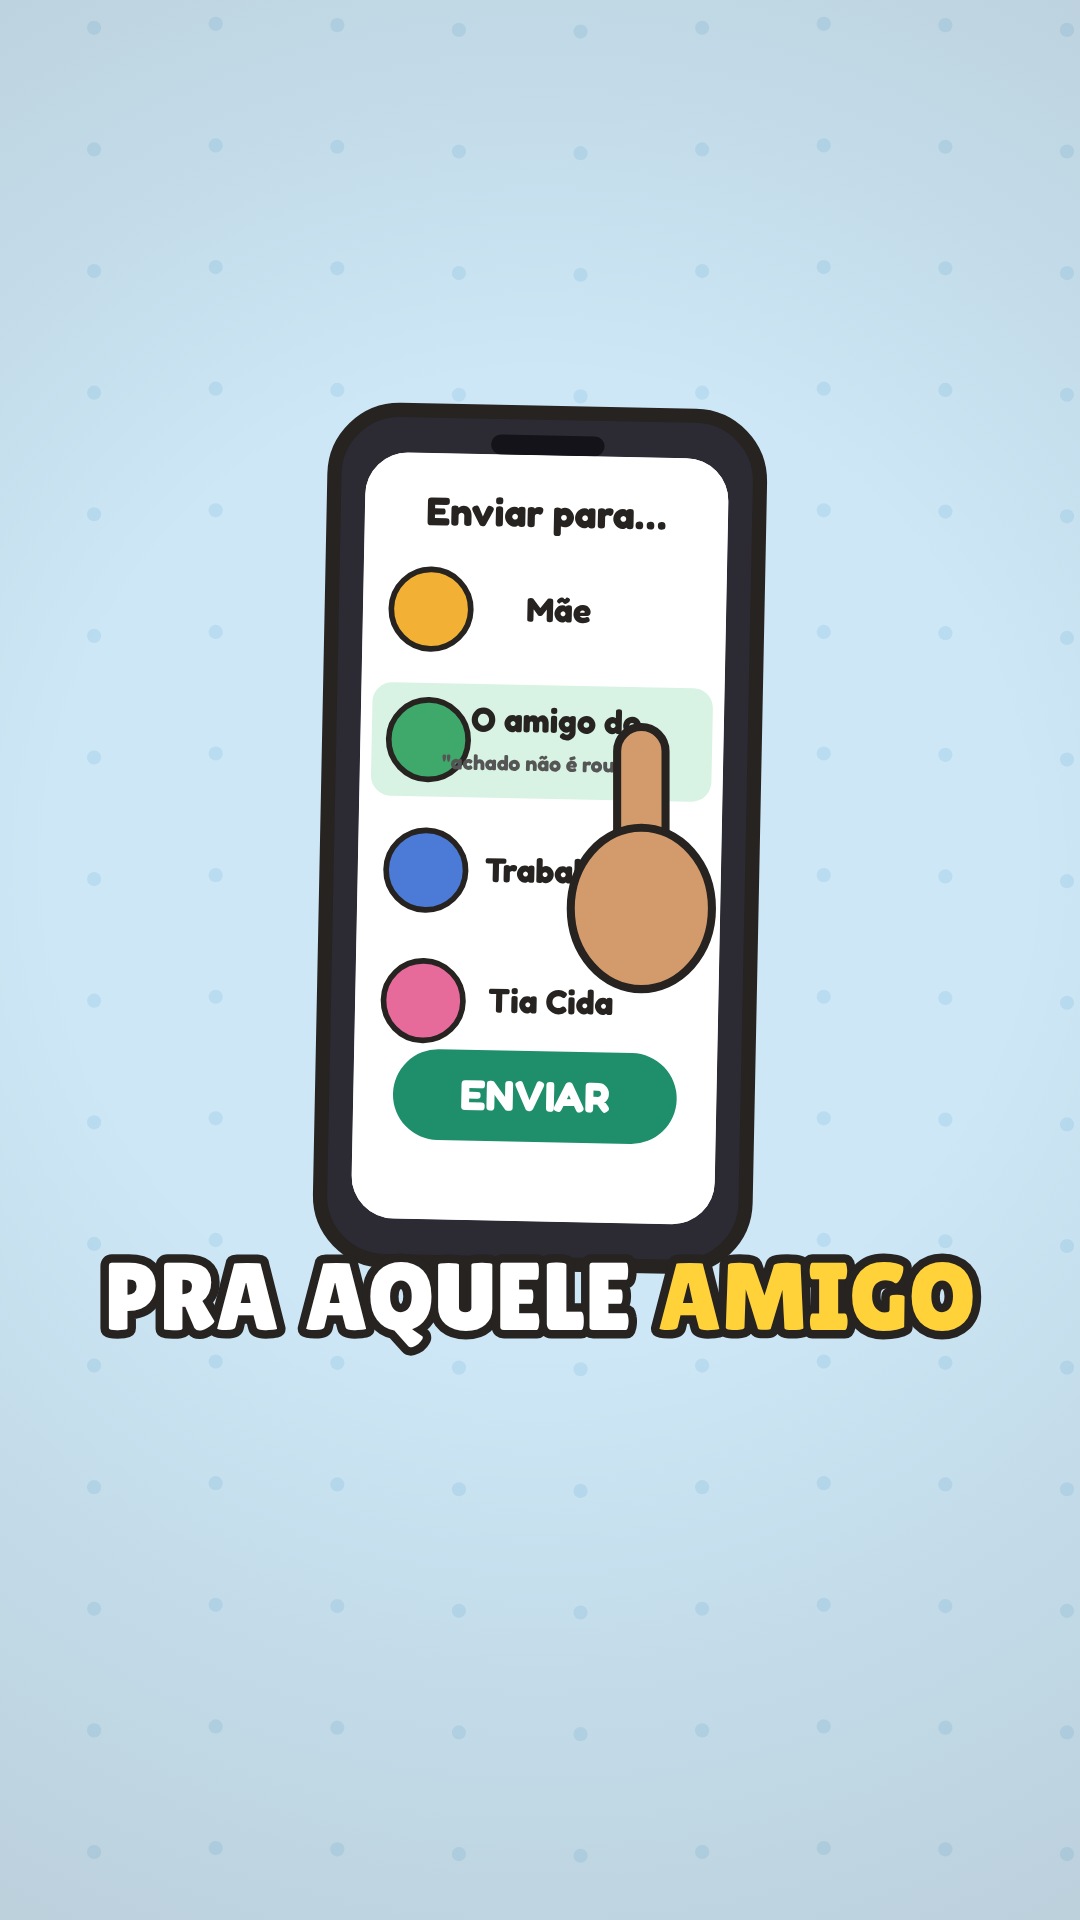 Enviar para...
Mãe
O amigo do
"achado não é
Tia Cida
ENVIAR
PRA AQUELE AMIGO